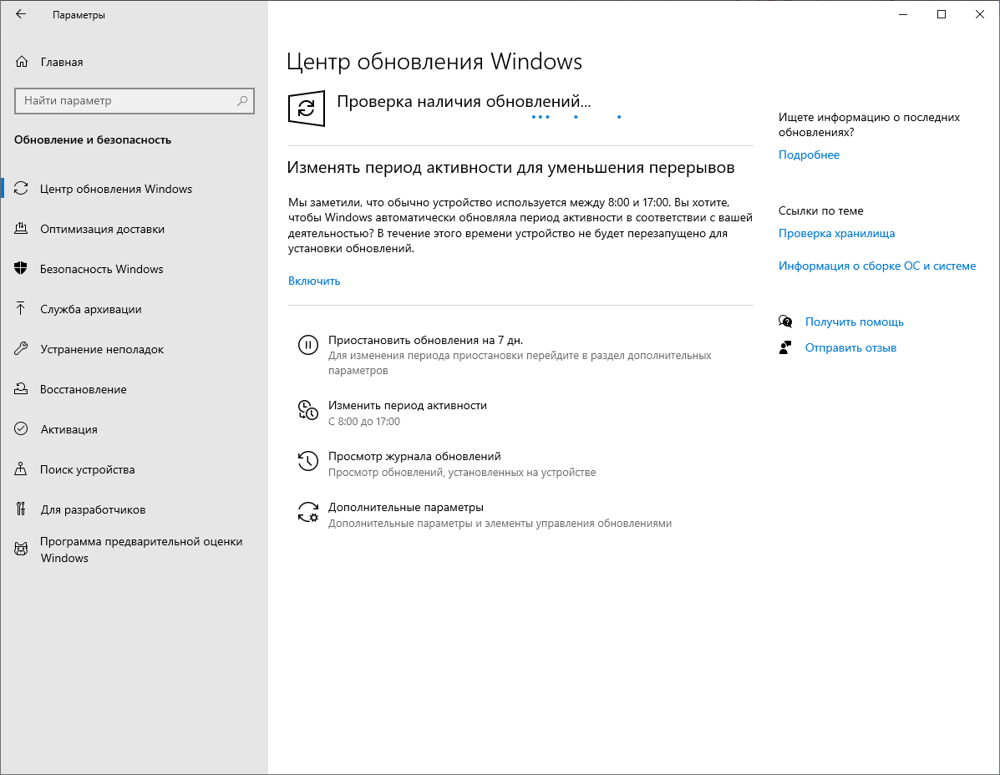 Параметры
Главная
Найти параметр
Обновление и безопасность
Центр обновления Windows
Оптимизация доставки
Безопасность Windows
Служба архивации
Устранение неполадок
Восстановление
Активация
Поиск устройства
Для разработчиков
Программа предварительной оценки
Windows
Центр обновления Windows
Проверка наличия обновлений...
Изменять период активности для уменьшения перерывов
Мы заметили, что обычно устройство используется между 8:00 и 17:00. Вы хотите,
чтобы Windows автоматически обновляла период активности в соответствии с вашей
деятельностью? В течение этого времени устройство не будет перезапущено для
установки обновлений.
Включить
Приостановить обновления на 7 дн.
Для изменения периода приостановки перейдите в раздел дополнительных
параметров
Изменить период активности
С 8:00 до 17:00
Просмотр журнала обновлений
Просмотр обновлений, установленных на устройстве
Дополнительные параметры
Дополнительные параметры и элементы управления обновлениями
Ищете информацию о последних
обновлениях?
Подробнее
Ссылки по теме
Проверка хранилища
Информация о сборке ОС и системе
Получить помощь
Отправить отзыв